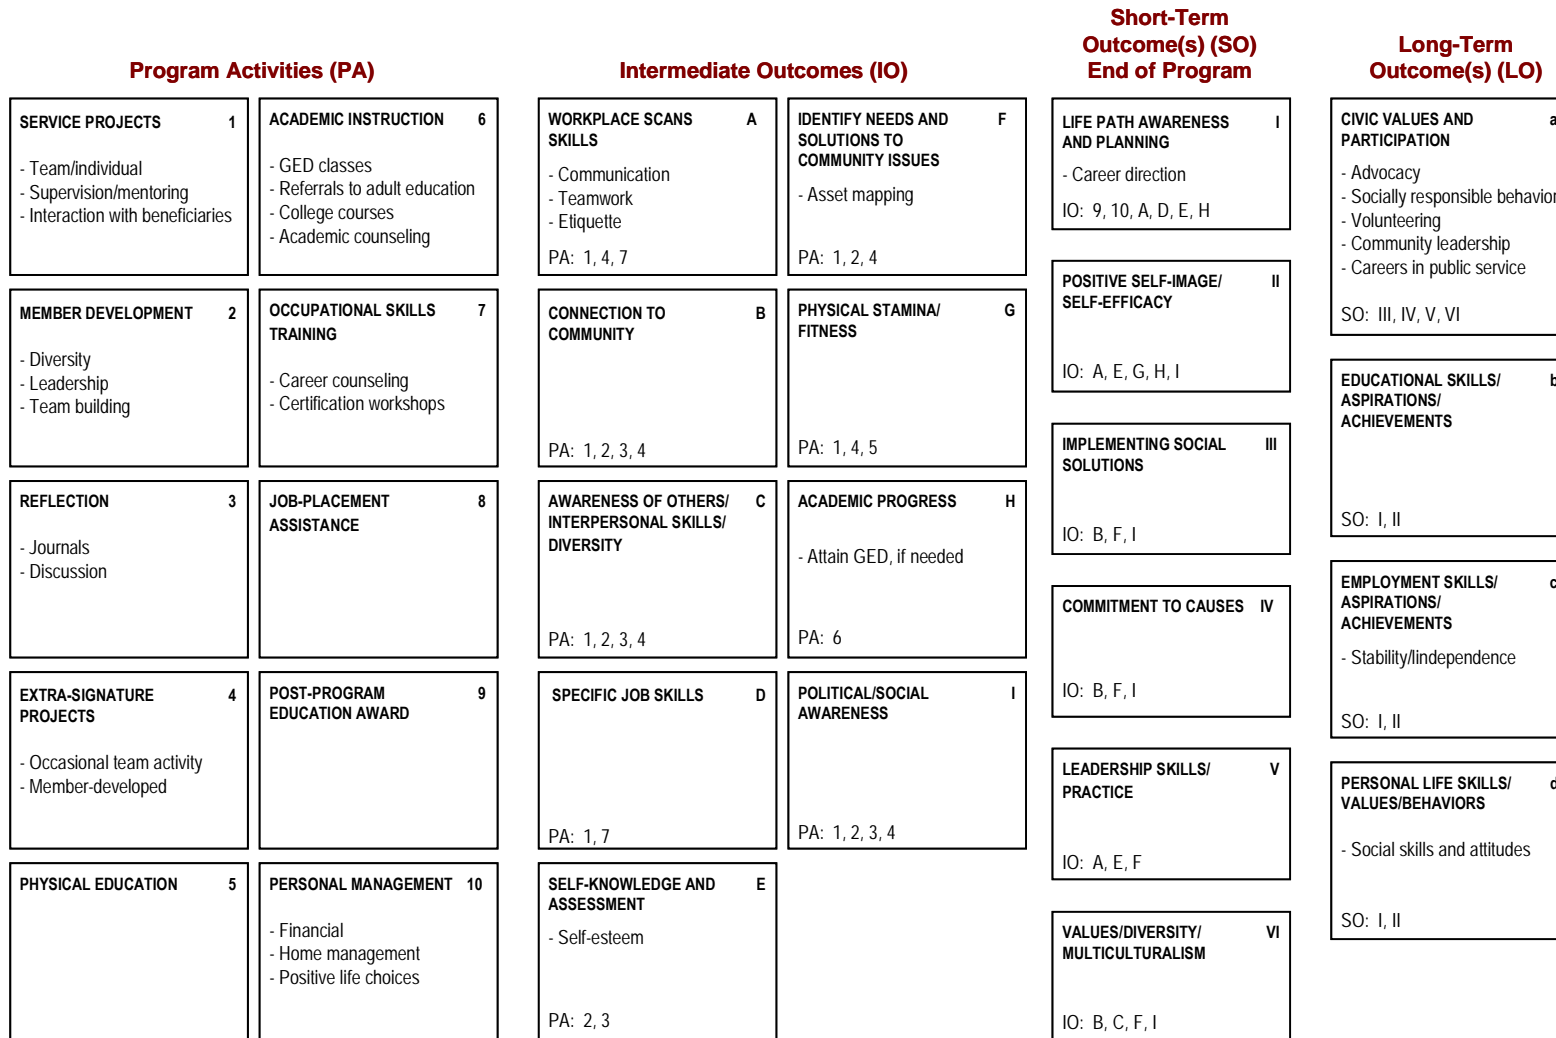 Program Activities (PA)
Intermediate Outcomes (IO)
Short-Term
Outcome(s) (SO)
End of Program
Long-Term
Outcome(s) (LO)
SERVICE PROJECTS 1
- Team/individual
- Supervision/mentoring
- Interaction with beneficiaries
MEMBER DEVELOPMENT 2
- Diversity
- Leadership
- Team building
REFLECTION 3
- Journals
- Discussion
EXTRA-SIGNATURE 4
PROJECTS
- Occasional team activity
- Member-developed
PHYSICAL EDUCATION 5
ACADEMIC INSTRUCTION 6
- GED classes
- Referrals to adult education
- College courses
- Academic counseling
OCCUPATIONAL SKILLS 7
TRAINING
- Career counseling
- Certification workshops
JOB-PLACEMENT 8
ASSISTANCE
POST-PROGRAM 9
EDUCATION AWARD
PERSONAL MANAGEMENT 10
- Financial
- Home management
- Positive life choices
WORKPLACE SCANS A
SKILLS
- Communication
- Teamwork
- Etiquette
PA: 1, 4, 7
CONNECTION TO B
COMMUNITY
PA: 1, 2, 3, 4
AWARENESS OF OTHERS/ C
INTERPERSONAL SKILLS/
DIVERSITY
PA: 1, 2, 3, 4
SPECIFIC JOB SKILLS D
PA: 1, 7
SELF-KNOWLEDGE AND E
ASSESSMENT
- Self-esteem
PA: 2, 3
IDENTIFY NEEDS AND F
SOLUTIONS TO
COMMUNITY ISSUES
- Asset mapping
PA: 1, 2, 4
PHYSICAL STAMINA/ G
FITNESS
PA: 1, 4, 5
ACADEMIC PROGRESS H
- Attain GED, if needed
PA: 6
POLITICAL/SOCIAL I
AWARENESS
PA: 1, 2, 3, 4
LIFE PATH AWARENESS I
AND PLANNING
- Career direction
IO: 9, 10, A, D, E, H
POSITIVE SELF-IMAGE/ II
SELF-EFFICACY
IO: A, E, G, H, I
IMPLEMENTING SOCIAL III
SOLUTIONS
IO: B, F, I
COMMITMENT TO CAUSES IV
IO: B, F, I
LEADERSHIP SKILLS/ V
PRACTICE
IO: A, E, F
VALUES/DIVERSITY/ VI
MULTICULTURALISM
IO: B, C, F, I
CIVIC VALUES AND a
PARTICIPATION
- Advocacy
- Socially responsible behavior
- Volunteering
- Community leadership
- Careers in public service
SO: III, IV, V, VI
EDUCATIONAL SKILLS/ b
ASPIRATIONS/
ACHIEVEMENTS
SO: I, II
EMPLOYMENT SKILLS/ c
ASPIRATIONS/
ACHIEVEMENTS
- Stability/Iindependence
SO: I, II
PERSONAL LIFE SKILLS/ d
VALUES/BEHAVIORS
- Social skills and attitudes
SO: I, II